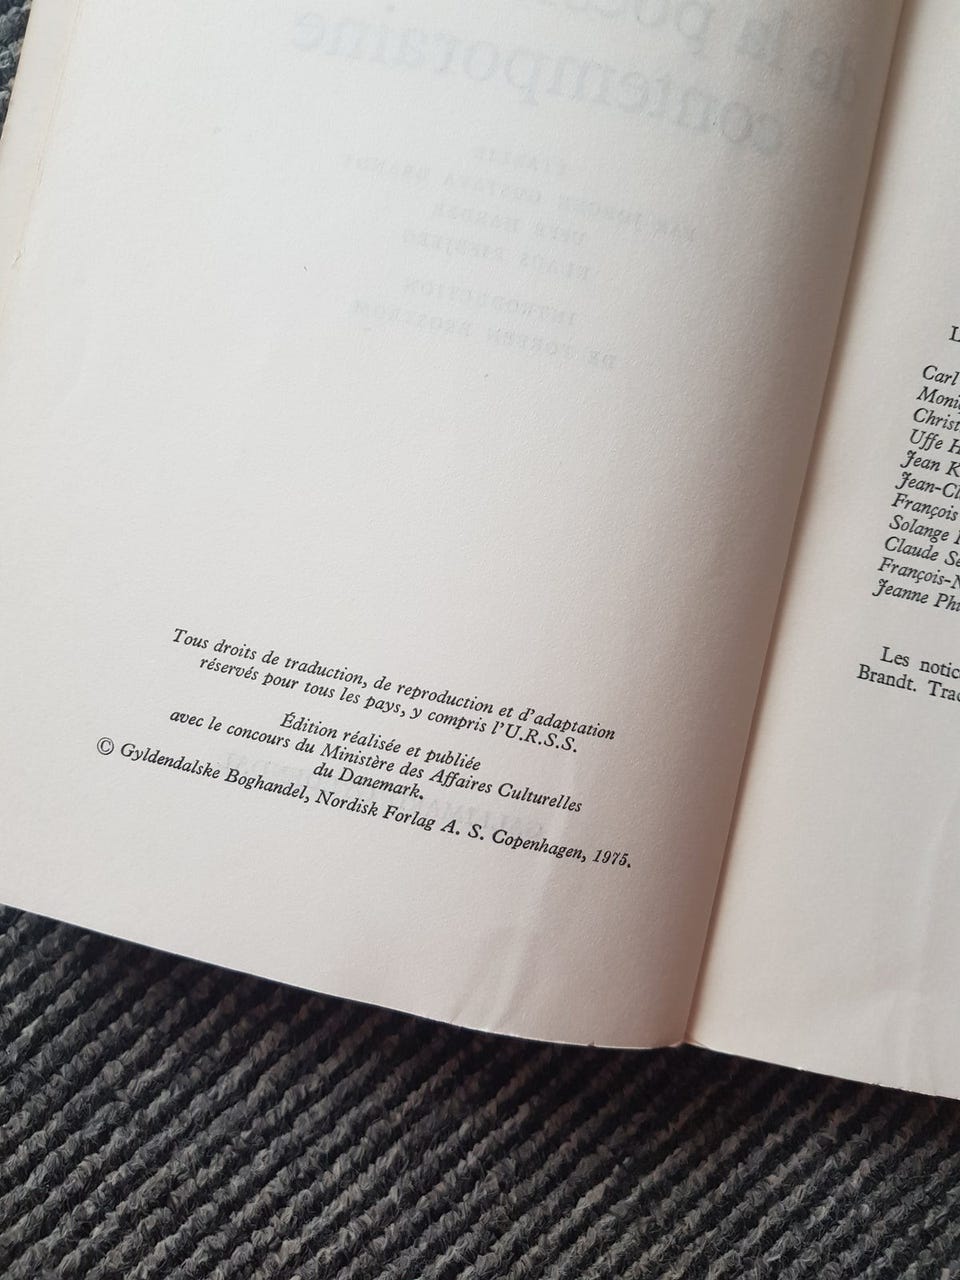 Tous droits de traduction, de reproduction et d'adaptation
réservés pour tous les pays, y compris l'U.R.S.S.
Édition réalisée et publiée
avec le concours du Ministère des Affaires Culturelles
du Danemark.
© Gyldendalske Boghandel, Nordisk Forlag A. S. Copenhagen, 1975.
Carl
Christ
Uffe H
Jean K
Jean-Cl
François
Solange
Claude Se
François-N
Jeanne Phi
Les notic
Brandt. Trad